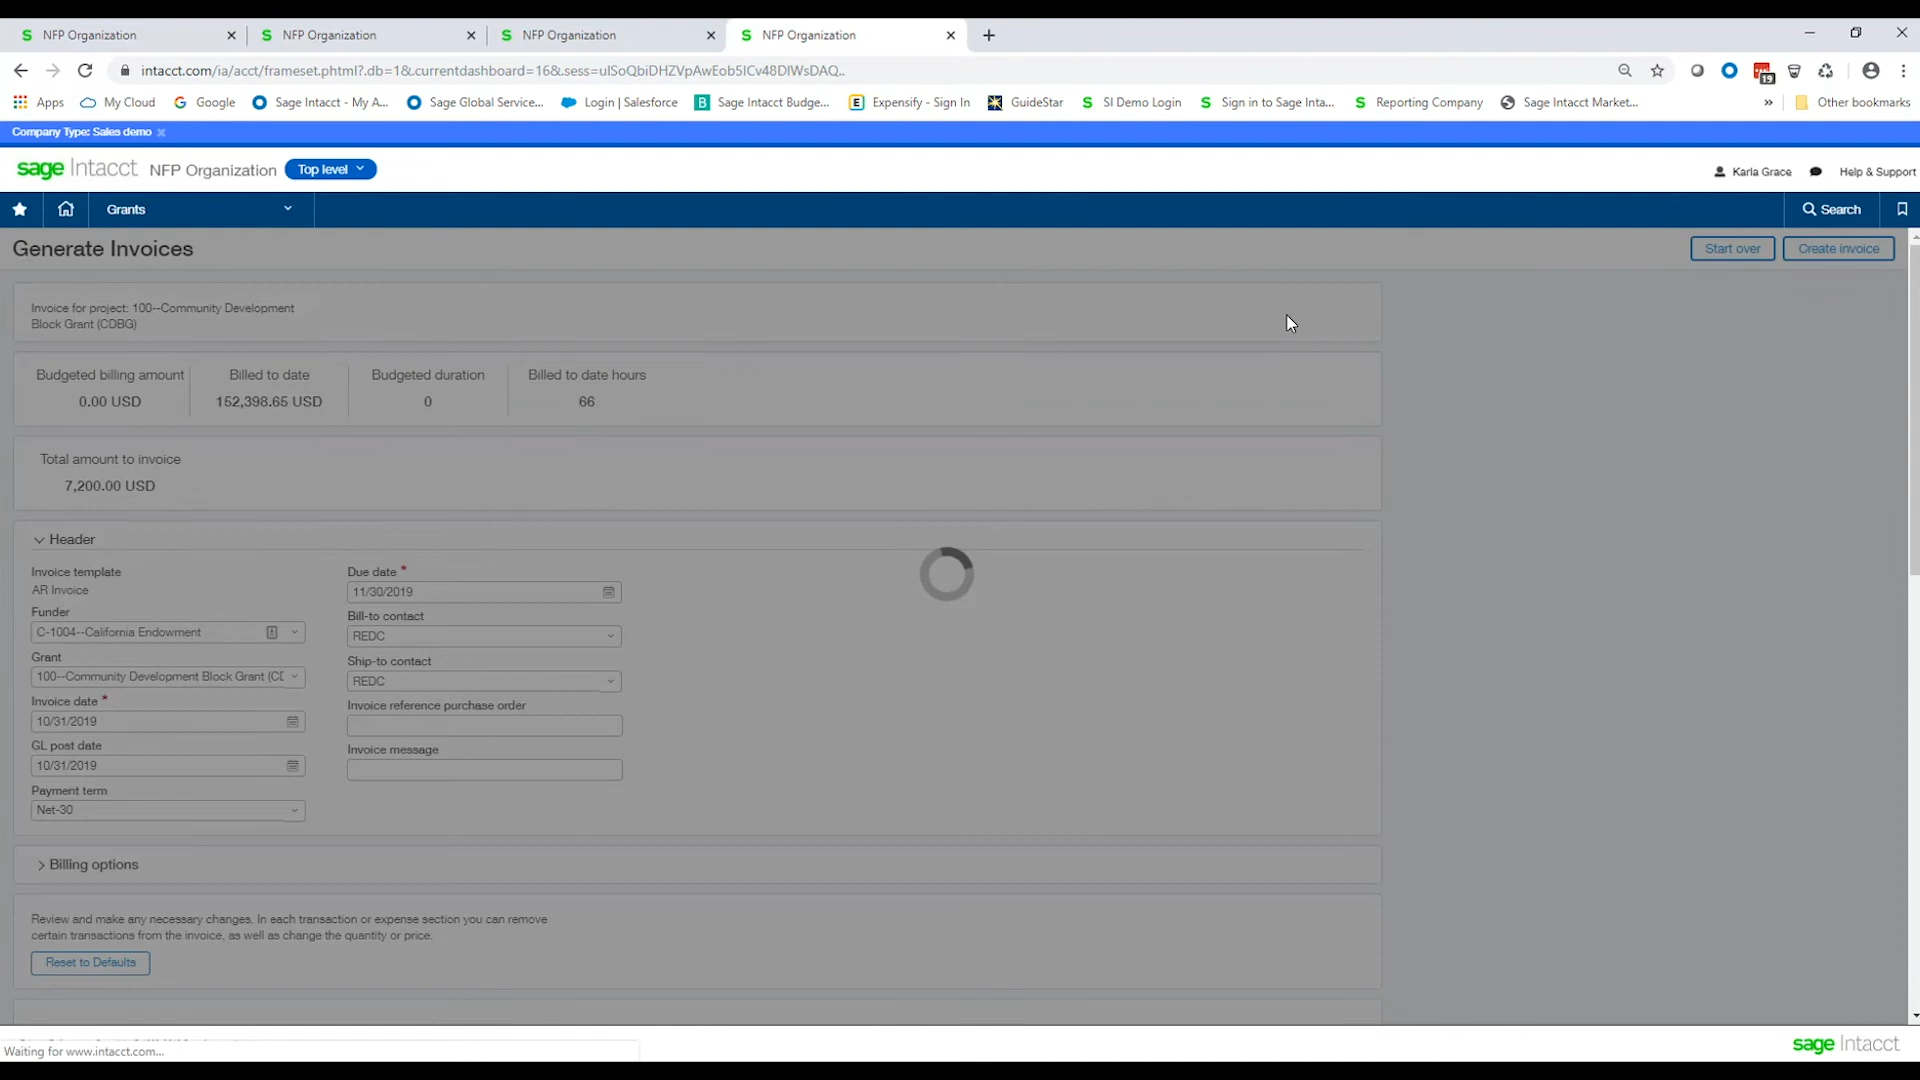 NFP Organization
NFP Organization
NFP Organization
NFP Organization
intacct.com/ia/acct/frameset.phtml?.db=1&.currentdashboard=16&.sess=ulSoQbiDHZVpAwEob5ICv48DIWsDAQ..
Apps
My Cloud
Google
Sage Intacct - My A...
Sage Global Service...
Login | Salesforce
Sage Intacct Budge...
Expensify - Sign In
GuideStar
SI Demo Login
Sign in to Sage Inta...
Reporting Company
Sage Intacct Market...
»
Other bookmarks
Company Type: Sales demo
sage Intacct NFP Organization Top level
Karla Grace
Help & Support
Grants
Search
Generate Invoices
Start over
Create invoice
Invoice for project: 100--Community Development
Block Grant (CDBG)
Budgeted billing amount
Billed to date
Budgeted duration
Billed to date hours
0.00 USD
152,398.65 USD
0
66
Total amount to invoice
7,200.00 USD
Header
Invoice template
AR Invoice
Funder
C-1004--California Endowment
Grant
100--Community Development Block Grant (CD
Invoice date *
10/31/2019
GL post date
10/31/2019
Payment term
Net-30
Due date *
11/30/2019
Bill-to contact
REDC
Ship-to contact
REDC
Invoice reference purchase order
Invoice message
Billing options
Review and make any necessary changes. In each transaction or expense section you can remove
certain transactions from the invoice, as well as change the quantity or price.
Reset to Defaults
Waiting for www.intacct.com...
sage Intacct